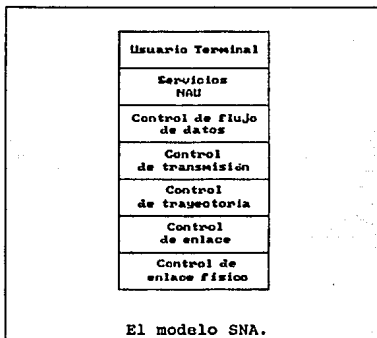 Usuario Terminal
Servicios
NAU
Control de flujo
de datos
Control
de transmisión
Control
de trayectoria
Control
de enlace
Control de
enlace físico
El modelo SNA.